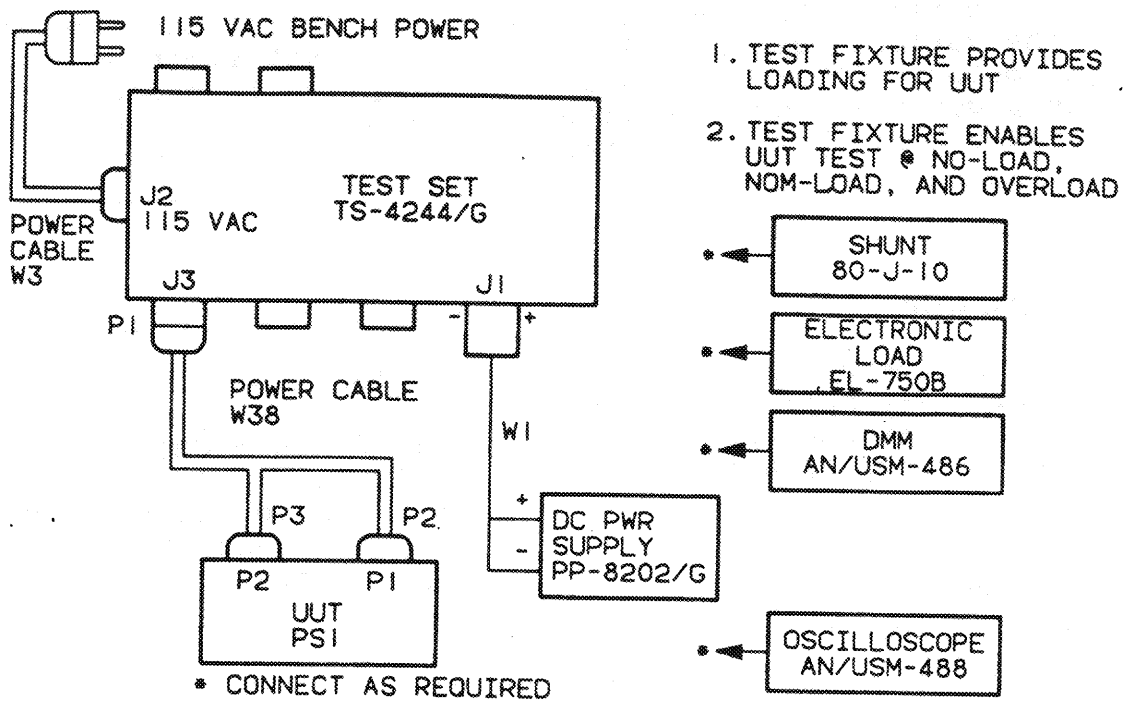 115 VAC BENCH POWER
1. TEST FIXTURE PROVIDES
LOADING FOR UUT
2. TEST FIXTURE ENABLES
UUT TEST @ NO-LOAD,
NOM-LOAD, AND OVERLOAD
TEST SET
TS-4244/G
J2
115 VAC
POWER
CABLE
W3
J3
J1
P1
- +
POWER CABLE
W38
W1
P3
P2
P2
P1
UUT
PS1
+
-
DC PWR
SUPPLY
PP-8202/G
• SHUNT
80-J-10
• ELECTRONIC
LOAD
EL-750B
• DMM
AN/USM-486
• OSCILLOSCOPE
AN/USM-488
• CONNECT AS REQUIRED